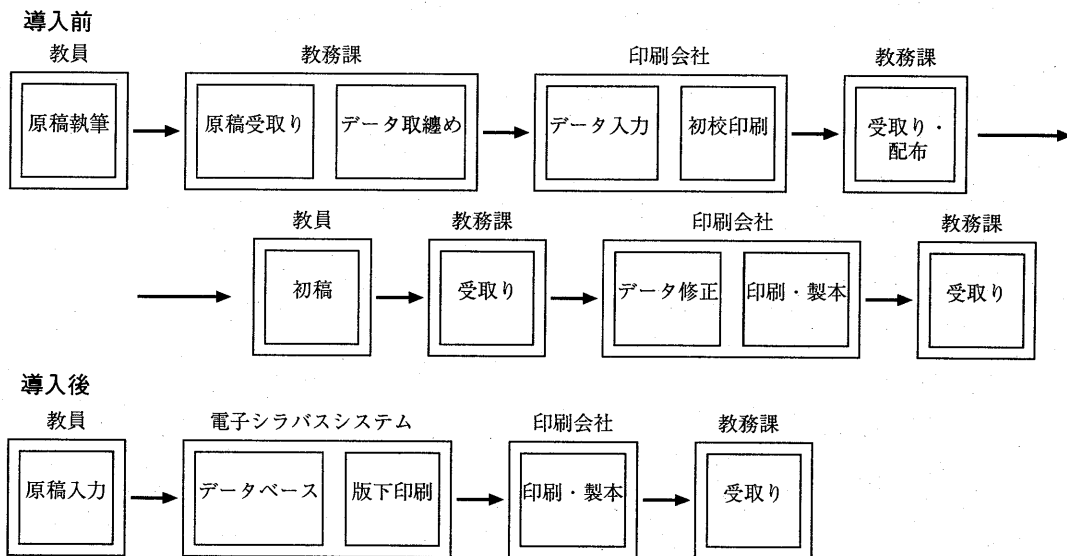 導入前
教員 教務課 印刷会社 教務課
原稿執筆 原稿受取り データ取纏め データ入力 初校印刷 受取り・
配布
教員 教務課 印刷会社 教務課
初稿 受取り データ修正 印刷・製本 受取り
導入後
教員 電子シラバスシステム 印刷会社 教務課
原稿入力 データベース 版下印刷 印刷・製本 受取り